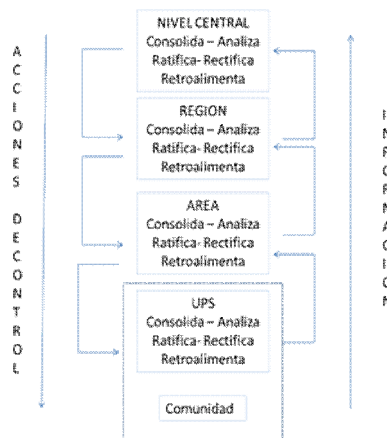 NIVEL CENTRAL
Consolida – Analiza
Ratifica- Rectifica
Retroalimenta
REGION
Consolida – Analiza
Ratifica- Rectifica
Retroalimenta
AREA
Consolida – Analiza
Ratifica- Rectifica
Retroalimenta
UPS
Consolida – Analiza
Ratifica- Rectifica
Retroalimenta
Comunidad
ACCIONES DE CONTROL
INFORMACION